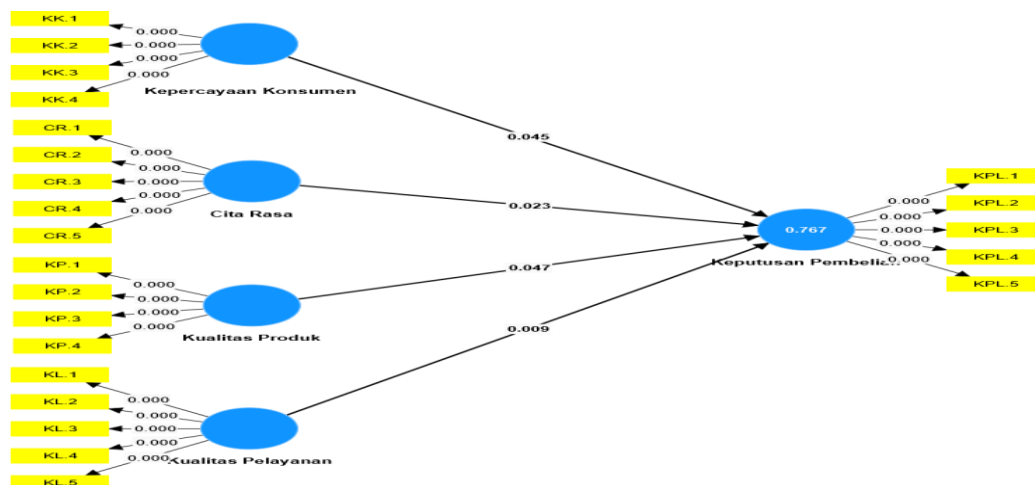 KK.1
0.000
KK.2
0.000
KK.3
0.000
KK.4
0.000
Kepercayaan Konsumen
CR.1
0.000
CR.2
0.000
CR.3
0.000
CR.4
0.000
CR.5
0.000
Cita Rasa
KP.1
0.000
KP.2
0.000
KP.3
0.000
KP.4
0.000
Kualitas Produk
KL.1
0.000
KL.2
0.000
KL.3
0.000
KL.4
0.000
KL.5
0.000
Kualitas Pelayanan
0.045
0.023
0.047
0.009
0.767
Keputusan Pembelia...
KPL.1
0.000
KPL.2
0.000
KPL.3
0.000
KPL.4
0.000
KPL.5
0.000